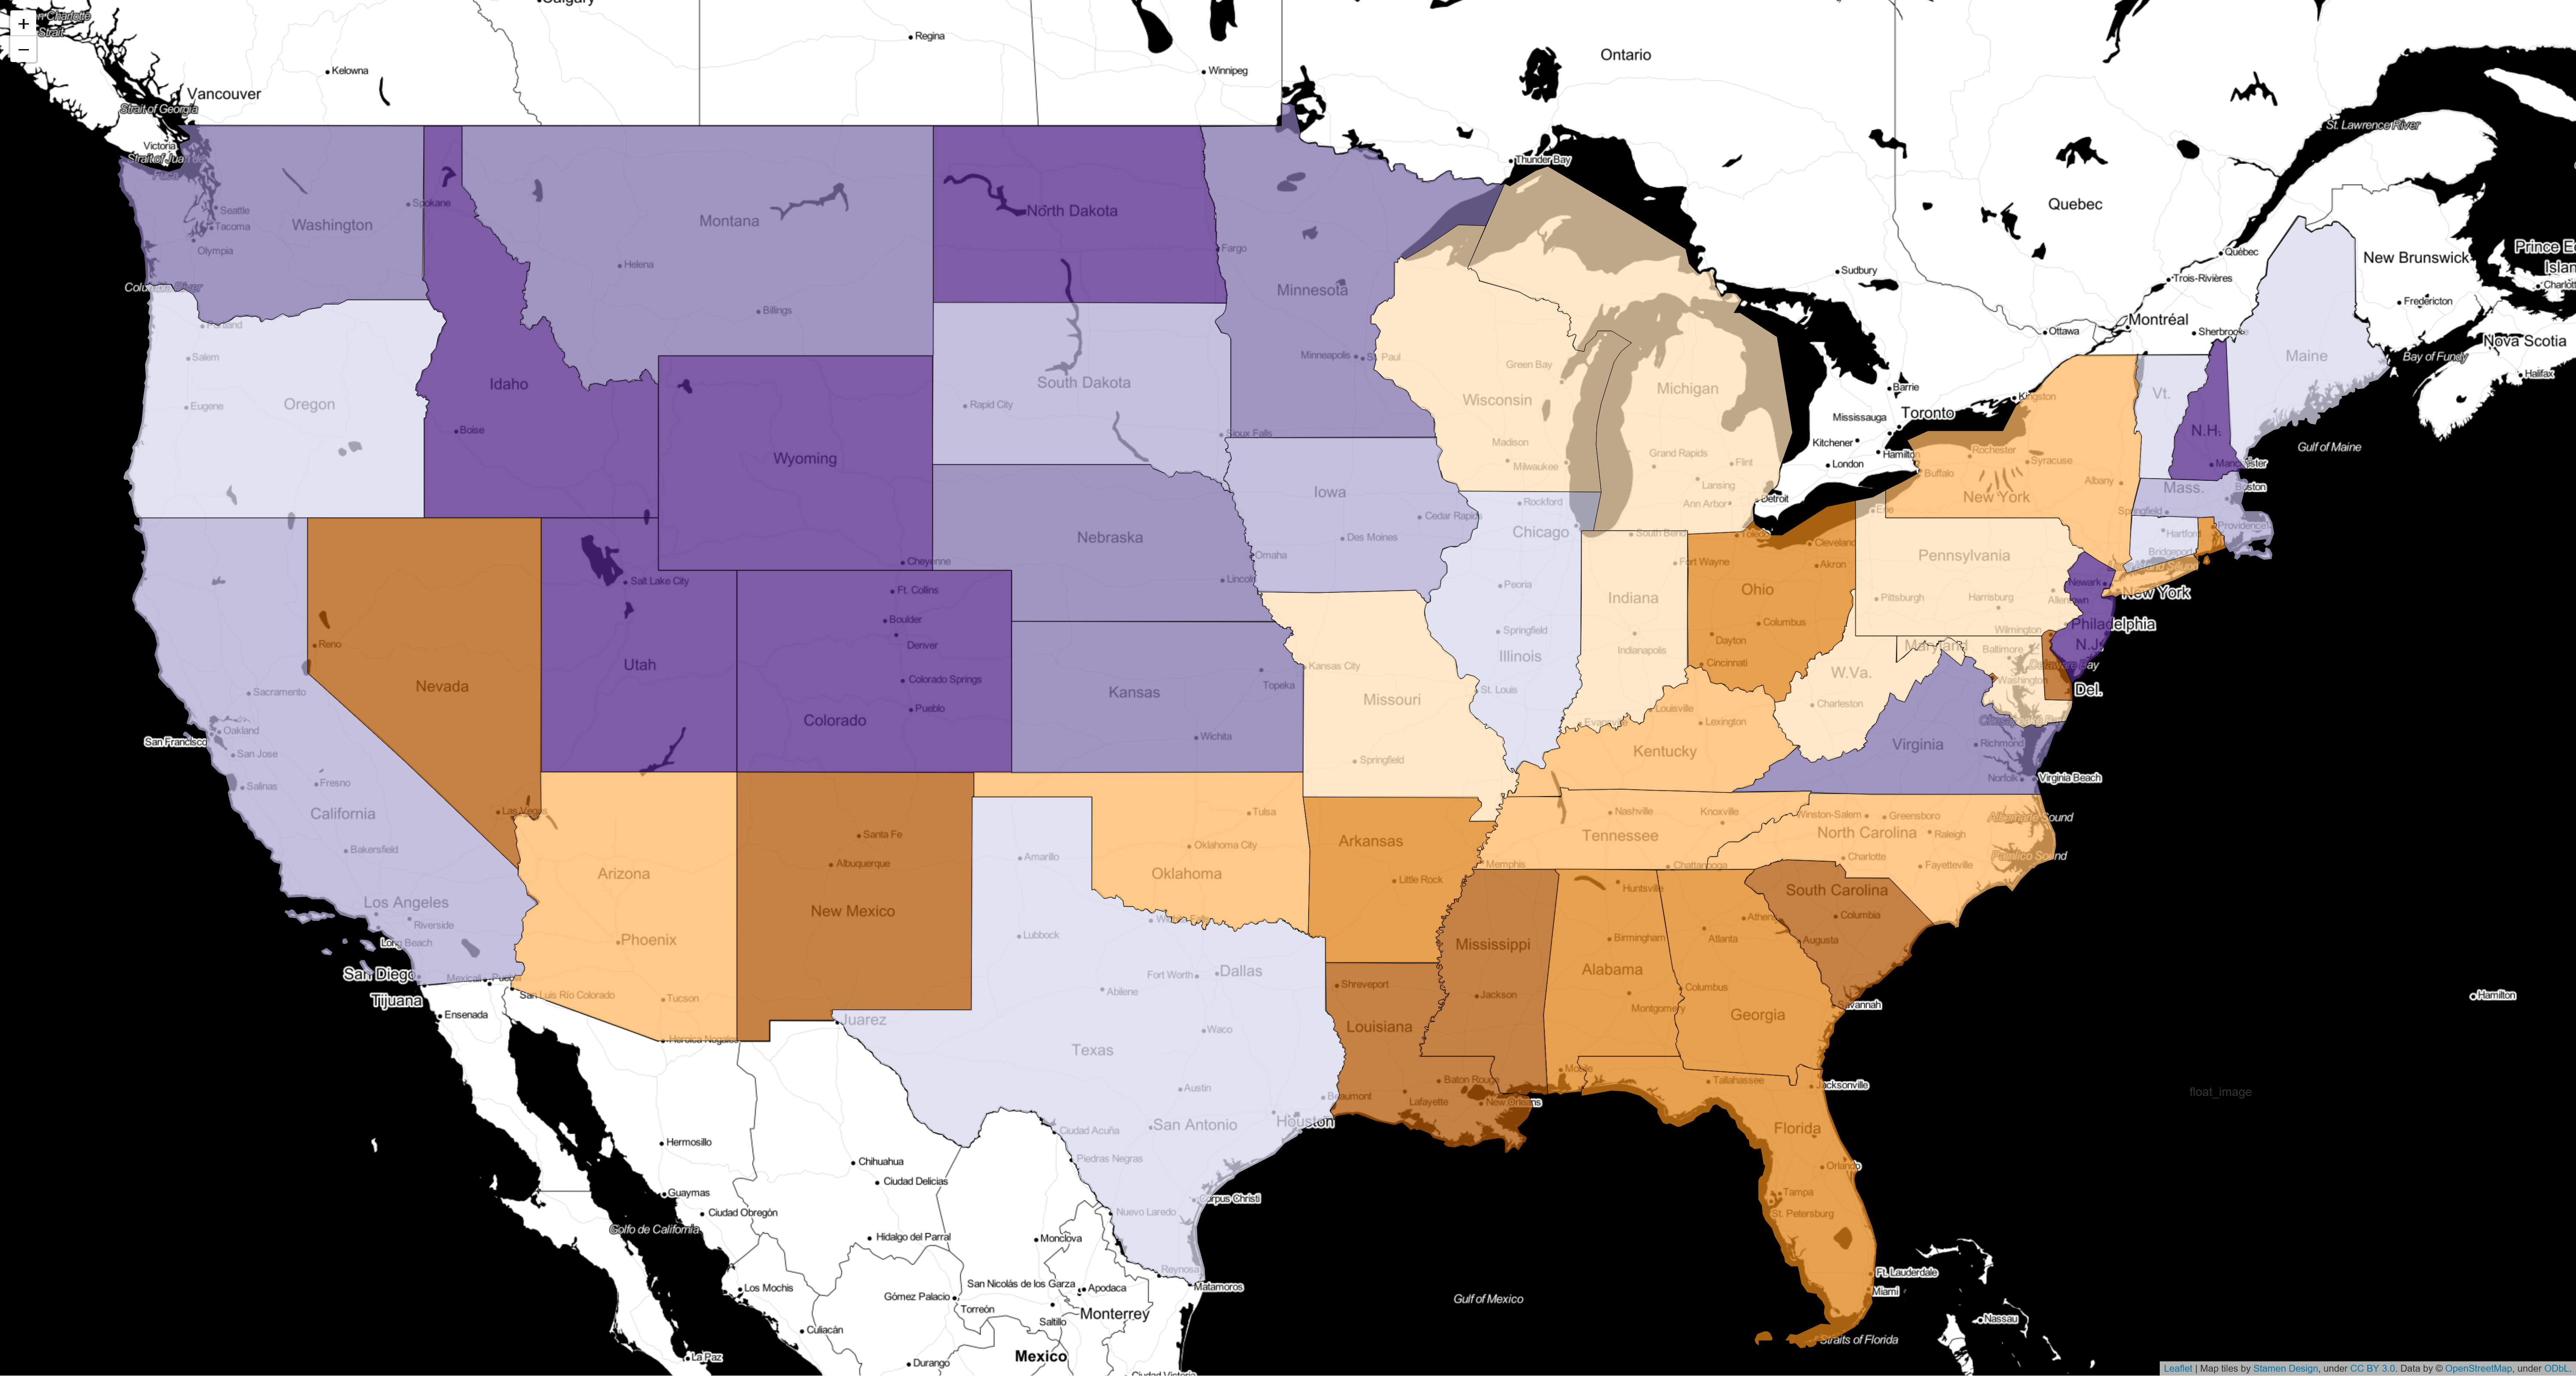 Calgary
+
−
Regina
Kelowna
Winnipeg
Ontario
Vancouver
Strait of Georgia
Victoria
Strait of Juan de
Fuca
Thunder Bay
St. Lawrence River
Quebec
Seattle
Tacoma
Olympia
Washington
Spokane
Montana
Helena
Billings
North Dakota
Fargo
Minnesota
Minneapolis
St. Paul
Sudbury
Québec
Trois-Rivières
New Brunswick
Fredericton
Prince E
Islan
Charlott
Montréal
Sherbrooke
Ottawa
Nova Scotia
Bay of Fundy
Halifax
Maine
Gulf of Maine
Columbia River
Portland
Salem
Eugene
Oregon
Idaho
Boise
Wyoming
Cheyenne
South Dakota
Rapid City
Sioux Falls
Green Bay
Wisconsin
Madison
Milwaukee
Michigan
Grand Rapids
Flint
Lansing
Ann Arbor
Detroit
Barrie
Mississauga
Toronto
Kitchener
Hamilton
London
Kingston
Rochester
Syracuse
Buffalo
New York
Albany
Vt.
N.H.
Manchester
Mass.
Boston
Springfield
Providence
Hartford
Bridgeport
Long Island Sound
New York
Newark
Erie
Pennsylvania
Pittsburgh
Harrisburg
Allentown
Philadelphia
N.J.
Wilmington
Delaware Bay
Del.
Maryland
Baltimore
Washington
W.Va.
Charleston
Virginia
Richmond
Norfolk
Virginia Beach
Iowa
Cedar Rapids
Des Moines
Nebraska
Omaha
Lincoln
Rockford
Chicago
Peoria
Springfield
Illinois
South Bend
Fort Wayne
Indiana
Indianapolis
Evansville
Toledo
Cleveland
Akron
Ohio
Columbus
Dayton
Cincinnati
Louisville
Lexington
Kentucky
Salt Lake City
Utah
Ft. Collins
Boulder
Denver
Colorado Springs
Colorado
Pueblo
Kansas
Topeka
Wichita
Kansas City
Missouri
St. Louis
Springfield
Reno
Nevada
Las Vegas
Sacramento
Oakland
San Francisco
San Jose
Salinas
Fresno
California
Bakersfield
Los Angeles
Riverside
Long Beach
San Diego
Tijuana
Mexicali
Ensenada
San Luis Río Colorado
Arizona
Phoenix
Tucson
Heroica Nogales
Santa Fe
Albuquerque
New Mexico
Juarez
Tulsa
Oklahoma City
Oklahoma
Wichita Falls
Amarillo
Lubbock
Fort Worth
Dallas
Abilene
Waco
Texas
Austin
San Antonio
Houston
Beaumont
Ciudad Acuña
Piedras Negras
Corpus Christi
Nuevo Laredo
Reynosa
Matamoros
Arkansas
Little Rock
Shreveport
Louisiana
Baton Rouge
Lafayette
New Orleans
Mississippi
Jackson
Nashville
Knoxville
Tennessee
Memphis
Chattanooga
Winston-Salem
Greensboro
North Carolina
Raleigh
Charlotte
Fayetteville
Albemarle Sound
Pamlico Sound
Huntsville
Birmingham
Alabama
Montgomery
Mobile
Athens
Atlanta
Augusta
Columbus
Georgia
Savannah
South Carolina
Columbia
Tallahassee
Jacksonville
Florida
Orlando
Tampa
St. Petersburg
Ft. Lauderdale
Miami
Straits of Florida
Hamilton
float_image
Nassau
Gulf of Mexico
Hermosillo
Chihuahua
Ciudad Delicias
Guaymas
Ciudad Obregón
Golfo de California
Hidalgo del Parral
Monclova
Los Mochis
San Nicolás de los Garza
Apodaca
Gómez Palacio
Torreón
Monterrey
Saltillo
Culiacán
La Paz
Durango
Mexico
Ciudad Victoria
Leaflet | Map tiles by Stamen Design, under CC BY 3.0. Data by © OpenStreetMap, under ODbL.